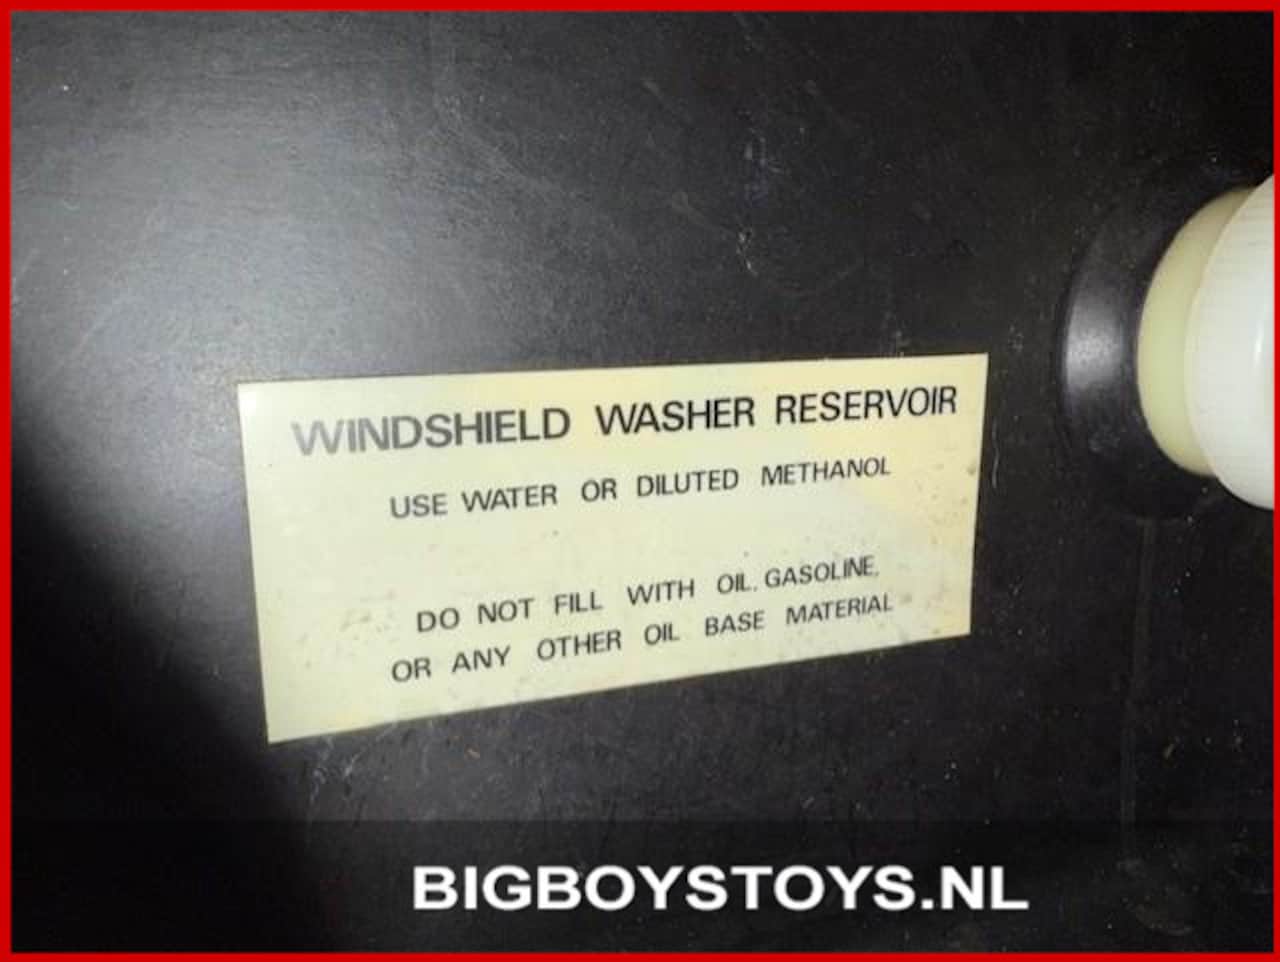 WINDSHIELD WASHER RESERVOIR
USE WATER OR DILUTED METHANOL
DO NOT FILL WITH OIL, GASOLINE,
OR ANY OTHER OIL BASE MATERIAL
BIGBOYSTOYS.NL